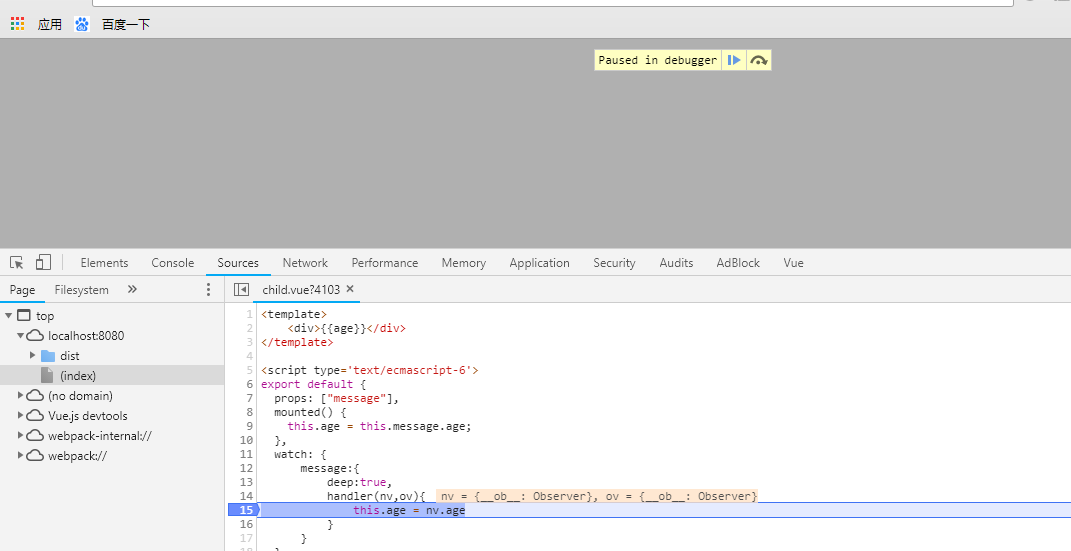 应用 百度一下
Paused in debugger
Elements Console Sources Network Performance Memory Application Security Audits AdBlock Vue
Page Filesystem » child.vue?4103 ×
top
localhost:8080
dist
(index)
(no domain)
Vue.js devtools
webpack-internal://
webpack://
1 <template>
2     <div>{{age}}</div>
3 </template>
4
5 <script type='text/ecmascript-6'>
6 export default {
7   props: ["message"],
8   mounted() {
9     this.age = this.message.age;
10   },
11   watch: {
12       message:{
13           deep:true,
14           handler(nv,ov){  nv = {__ob__: Observer}, ov = {__ob__: Observer}
15               this.age = nv.age
16           }
17       }